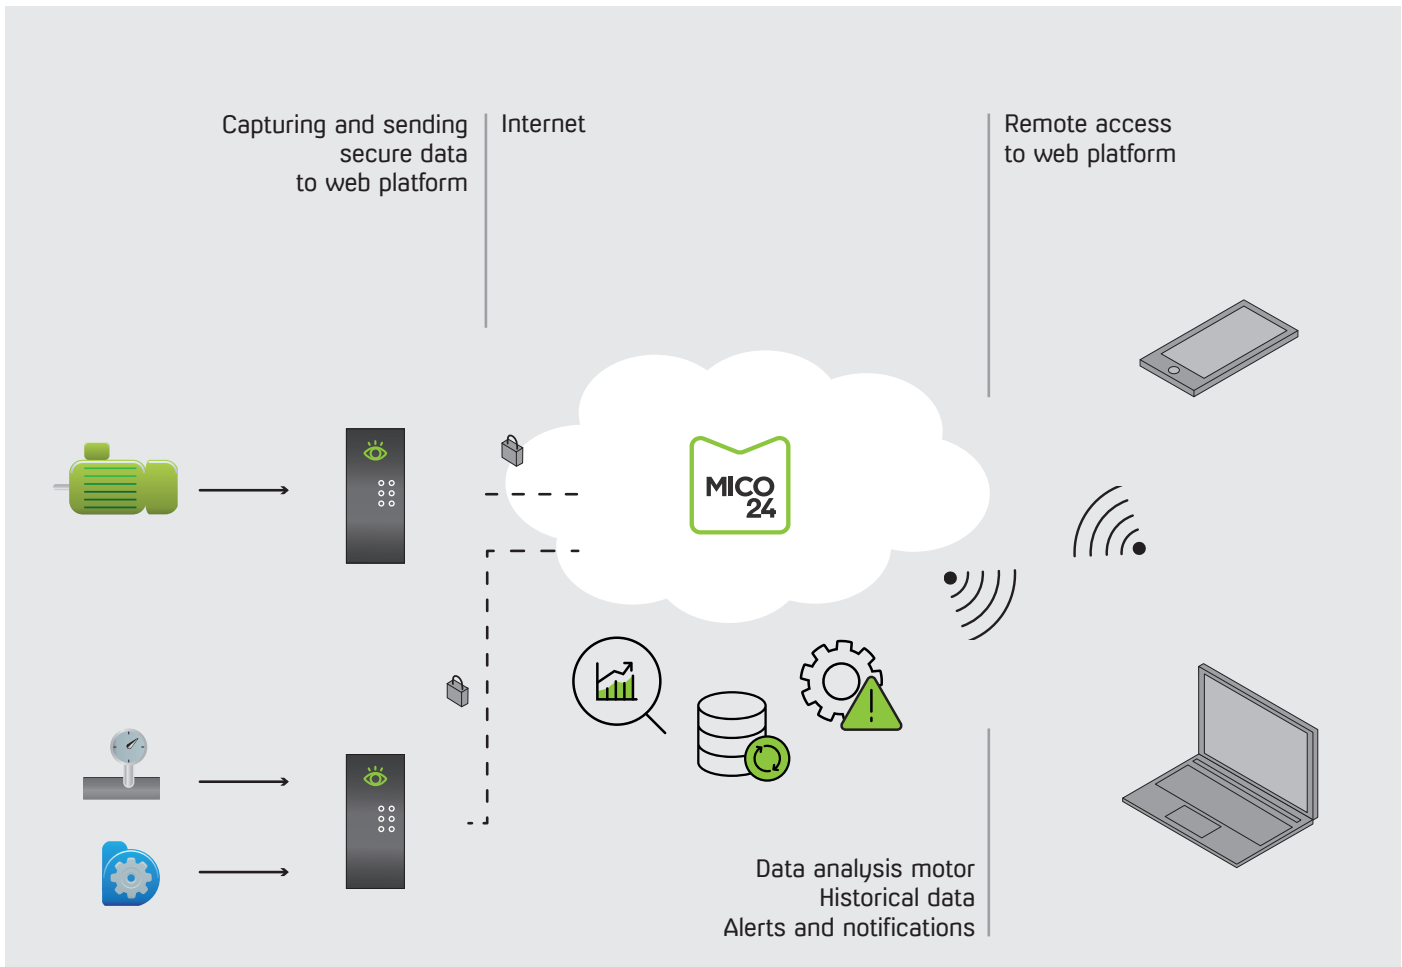 Capturing and sending
secure data
to web platform
Internet
Remote access
to web platform
MICO
24
Data analysis motor
Historical data
Alerts and notifications